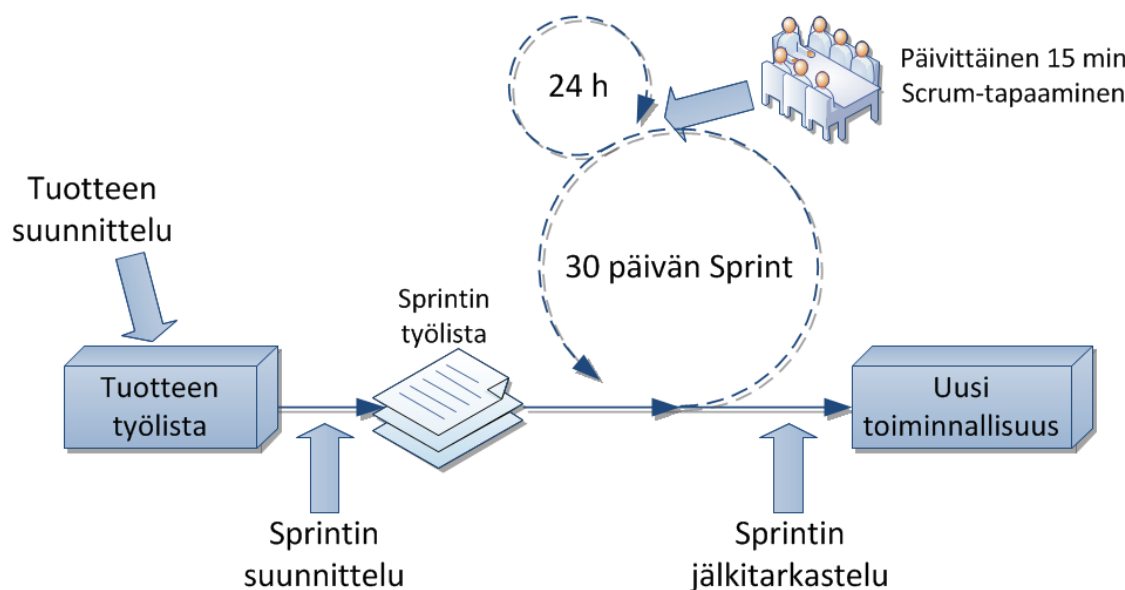 24 h
Päivittäinen 15 min
Scrum-tapaaminen
Tuotteen
suunnittelu
30 päivän Sprint
Sprintin
työlista
Tuotteen
työlista
Uusi
toiminnallisuus
Sprintin
suunnittelu
Sprintin
jälkitarkastelu